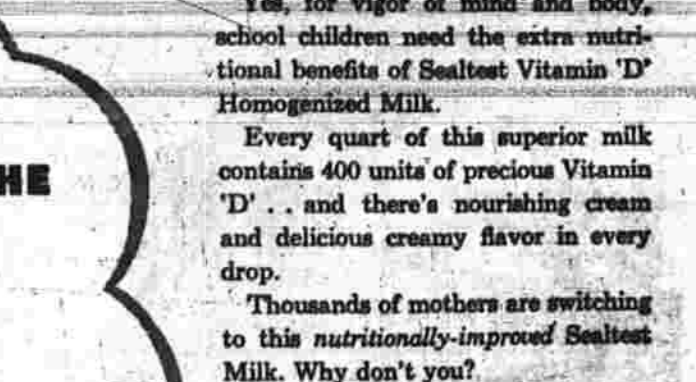 Yes, for vigor of mind and body,
school children need the extra nutri-
tional benefits of Sealtest Vitamin 'D'
Homogenized Milk.
Every quart of this superior milk
contains 400 units of precious Vitamin
'D' . . and there's nourishing cream
and delicious creamy flavor in every
drop.
Thousands of mothers are switching
to this nutritionally-improved Sealtest
Milk. Why don't you?
HE